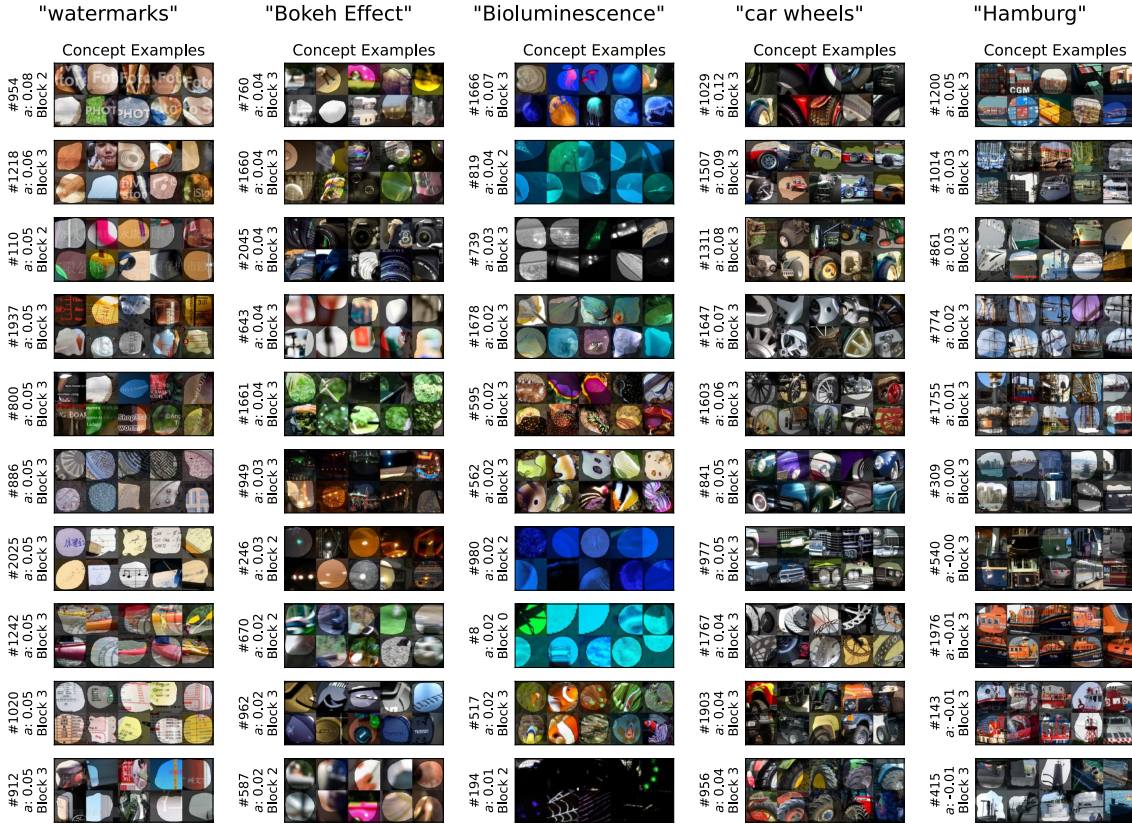 "watermarks"
Concept Examples
#954
a: 0.08
Block 2
#1218
a: 0.06
Block 3
#110
a: 0.05
Block 2
#1937
a: 0.05
Block 3
#800
a: 0.05
Block 3
#886
a: 0.05
Block 3
#2025
a: 0.05
Block 3
#1242
a: 0.05
Block 3
#1020
a: 0.05
Block 3
#912
a: 0.05
Block 3
"Bokeh Effect"
Concept Examples
#760
a: 0.04
Block 3
#1660
a: 0.04
Block 3
#2045
a: 0.04
Block 3
#643
a: 0.04
Block 3
#1661
a: 0.04
Block 3
#949
a: 0.03
Block 3
#246
a: 0.03
Block 2
#670
a: 0.02
Block 2
#962
a: 0.02
Block 3
#587
a: 0.02
Block 2
"Bioluminescence"
Concept Examples
#1666
a: 0.07
Block 3
#819
a: 0.04
Block 2
#739
a: 0.03
Block 3
#1678
a: 0.02
Block 3
#595
a: 0.02
Block 3
#562
a: 0.02
Block 3
#980
a: 0.02
Block 2
#8
a: 0.02
Block 0
#517
a: 0.02
Block 3
#194
a: 0.01
Block 2
"car wheels"
Concept Examples
#1029
a: 0.12
Block 3
#1507
a: 0.09
Block 3
#1311
a: 0.08
Block 3
#1647
a: 0.07
Block 3
#1603
a: 0.06
Block 3
#841
a: 0.05
Block 3
#977
a: 0.05
Block 3
#1767
a: 0.04
Block 3
#1903
a: 0.04
Block 3
#956
a: 0.04
Block 3
"Hamburg"
Concept Examples
#1200
a: 0.05
Block 3
CGM
#1014
a: 0.03
Block 3
#861
a: 0.03
Block 3
#774
a: 0.02
Block 3
#1755
a: 0.01
Block 3
#309
a: 0.00
Block 3
#540
a: -0.00
Block 3
#1976
a: -0.01
Block 3
#143
a: -0.01
Block 3
#415
a: -0.01
Block 3